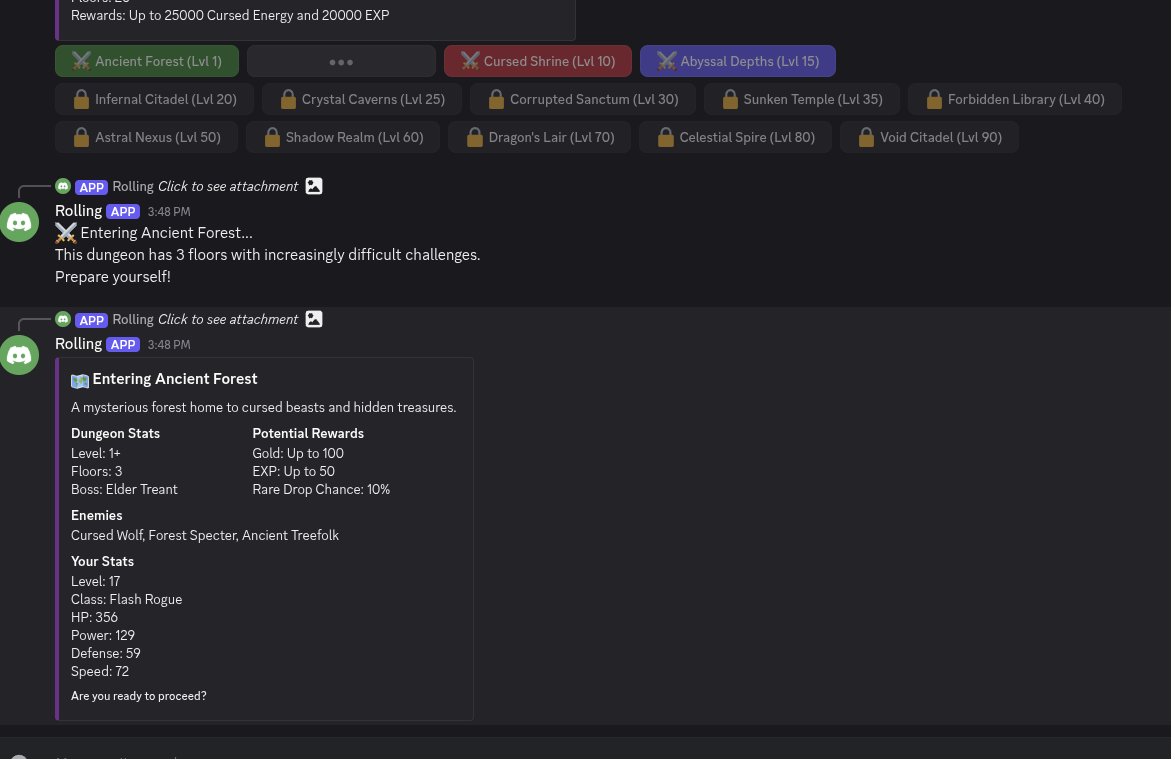 Rewards: Up to 25000 Cursed Energy and 20000 EXP
Ancient Forest (Lvl 1) ••• Cursed Shrine (Lvl 10) Abyssal Depths (Lvl 15)
Infernal Citadel (Lvl 20) Crystal Caverns (Lvl 25) Corrupted Sanctum (Lvl 30) Sunken Temple (Lvl 35) Forbidden Library (Lvl 40)
Astral Nexus (Lvl 50) Shadow Realm (Lvl 60) Dragon's Lair (Lvl 70) Celestial Spire (Lvl 80) Void Citadel (Lvl 90)
APP Rolling Click to see attachment
Rolling APP 3:48 PM
Entering Ancient Forest...
This dungeon has 3 floors with increasingly difficult challenges.
Prepare yourself!
APP Rolling Click to see attachment
Rolling APP 3:48 PM
Entering Ancient Forest
A mysterious forest home to cursed beasts and hidden treasures.
Dungeon Stats
Level: 1+
Floors: 3
Boss: Elder Treant
Potential Rewards
Gold: Up to 100
EXP: Up to 50
Rare Drop Chance: 10%
Enemies
Cursed Wolf, Forest Specter, Ancient Treefolk
Your Stats
Level: 17
Class: Flash Rogue
HP: 356
Power: 129
Defense: 59
Speed: 72
Are you ready to proceed?